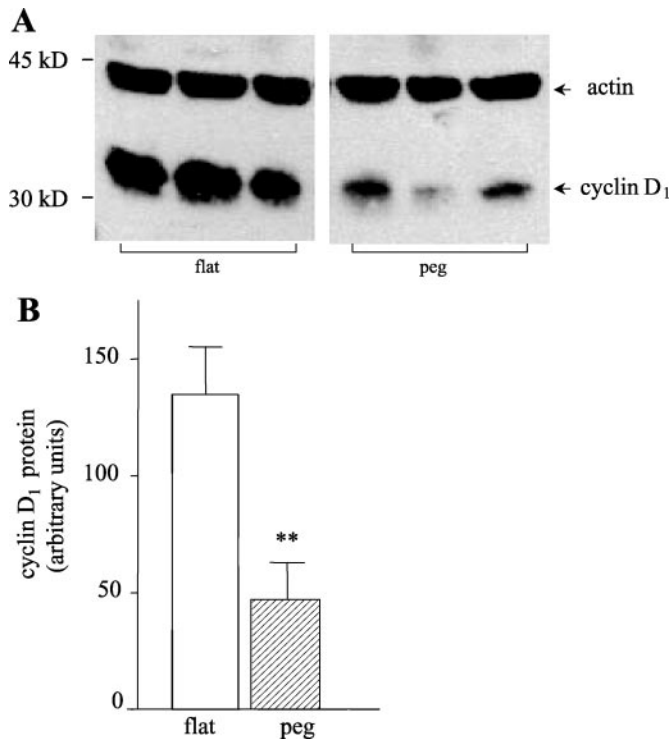 A
45 kD
actin
30 kD
cyclin D₁
flat
peg
B
cyclin D₁ protein
(arbitrary units)
150
100
50
0
**
flat
peg